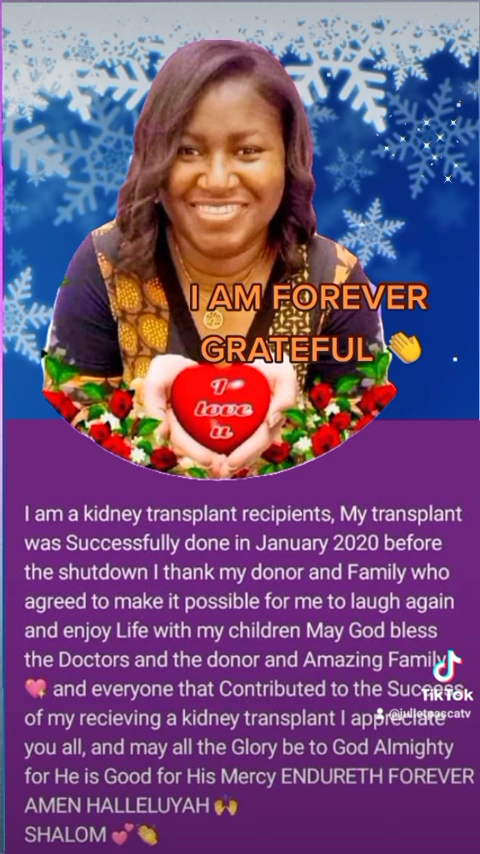 I AM FOREVER
GRATEFUL 👏
I
love
u
I am a kidney transplant recipients, My transplant
was Successfully done in January 2020 before
the shutdown I thank my donor and Family who
agreed to make it possible for me to laugh again
and enjoy Life with my children May God bless
the Doctors and the donor and Amazing Family
💖 and everyone that Contributed to the Success
of my recieving a kidney transplant I appreciate
you all, and may all the Glory be to God Almighty
for He is Good for His Mercy ENDURETH FOREVER
AMEN HALLELUYAH 🙌
SHALOM 💕👏
TikTok
@julietpascatv